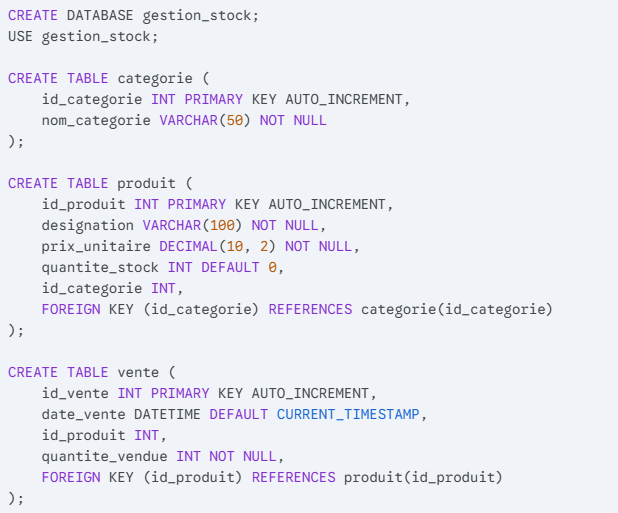 CREATE DATABASE gestion_stock;
USE gestion_stock;

CREATE TABLE categorie (
    id_categorie INT PRIMARY KEY AUTO_INCREMENT,
    nom_categorie VARCHAR(50) NOT NULL
);

CREATE TABLE produit (
    id_produit INT PRIMARY KEY AUTO_INCREMENT,
    designation VARCHAR(100) NOT NULL,
    prix_unitaire DECIMAL(10, 2) NOT NULL,
    quantite_stock INT DEFAULT 0,
    id_categorie INT,
    FOREIGN KEY (id_categorie) REFERENCES categorie(id_categorie)
);

CREATE TABLE vente (
    id_vente INT PRIMARY KEY AUTO_INCREMENT,
    date_vente DATETIME DEFAULT CURRENT_TIMESTAMP,
    id_produit INT,
    quantite_vendue INT NOT NULL,
    FOREIGN KEY (id_produit) REFERENCES produit(id_produit)
);